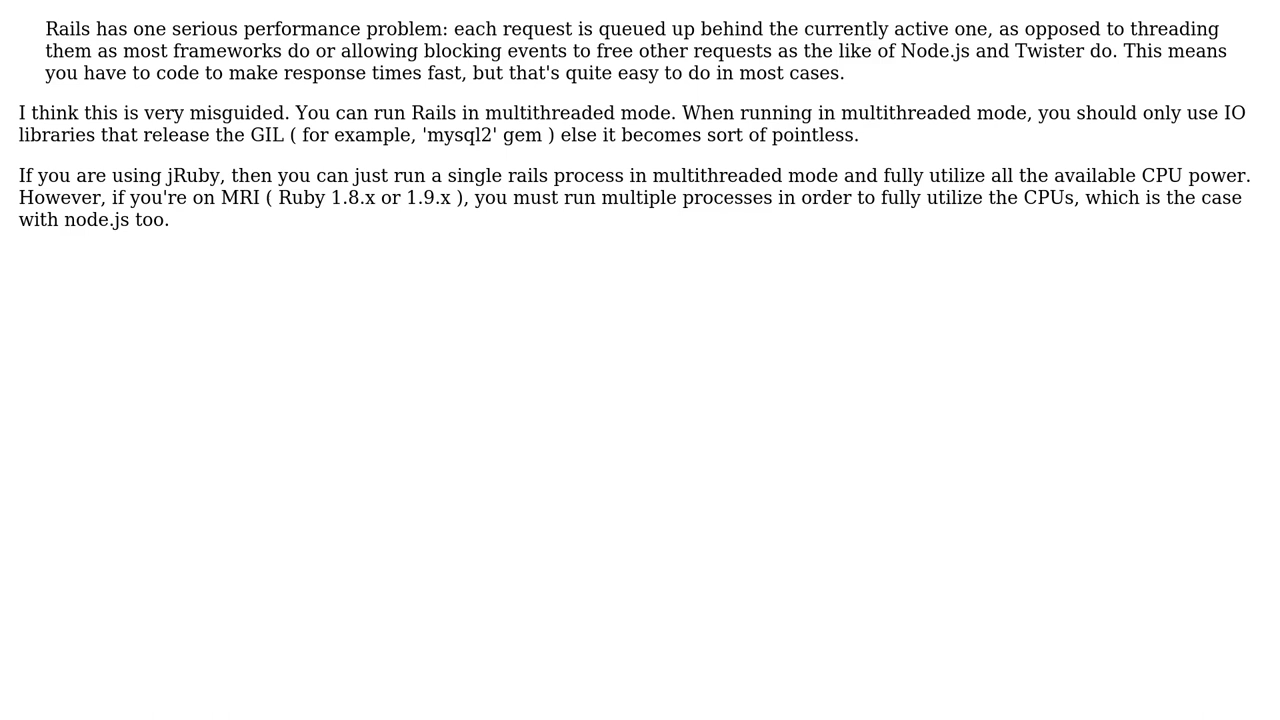 Rails has one serious performance problem: each request is queued up behind the currently active one, as opposed to threading
them as most frameworks do or allowing blocking events to free other requests as the like of Node.js and Twister do. This means
you have to code to make response times fast, but that's quite easy to do in most cases.
I think this is very misguided. You can run Rails in multithreaded mode. When running in multithreaded mode, you should only use IO
libraries that release the GIL ( for example, 'mysql2' gem ) else it becomes sort of pointless.
If you are using jRuby, then you can just run a single rails process in multithreaded mode and fully utilize all the available CPU power.
However, if you're on MRI ( Ruby 1.8.x or 1.9.x ), you must run multiple processes in order to fully utilize the CPUs, which is the case
with node.js too.